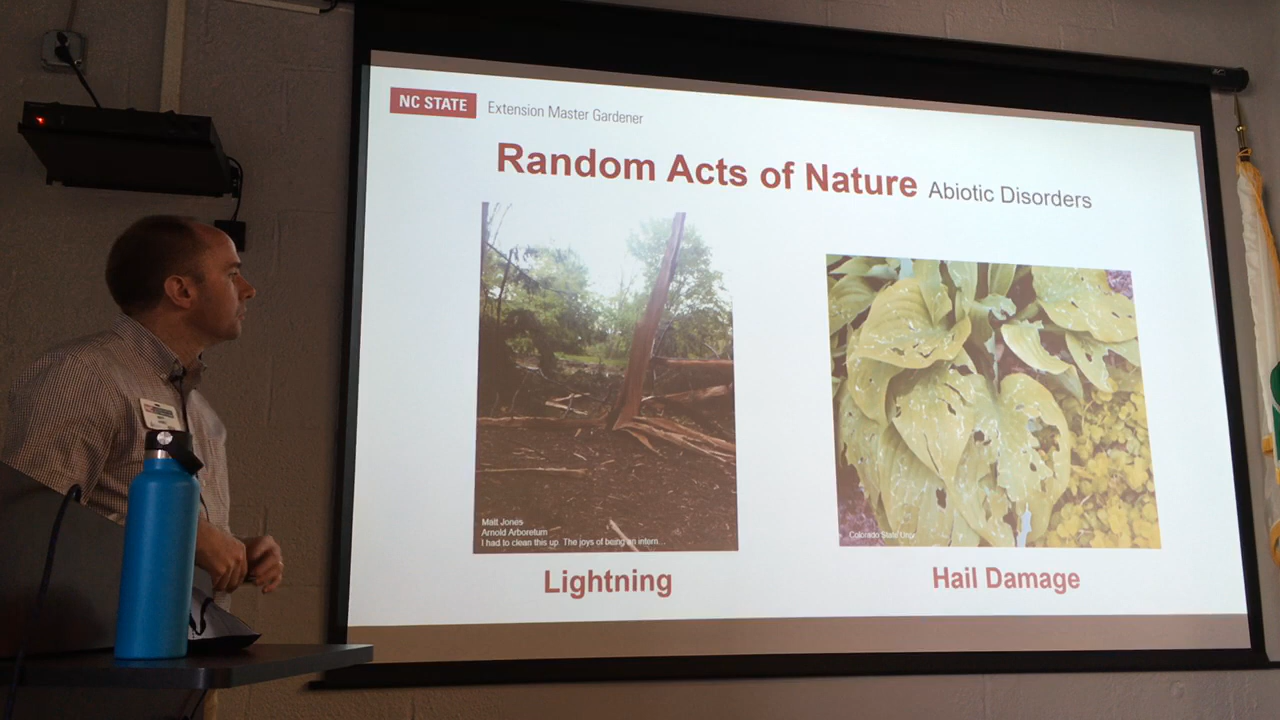 NC STATE Extension Master Gardener
Random Acts of Nature Abiotic Disorders
Matt Jones
Arnold Arboretum
I had to clean this up. The joys of being an intern...
Colorado State Univ
Lightning
Hail Damage